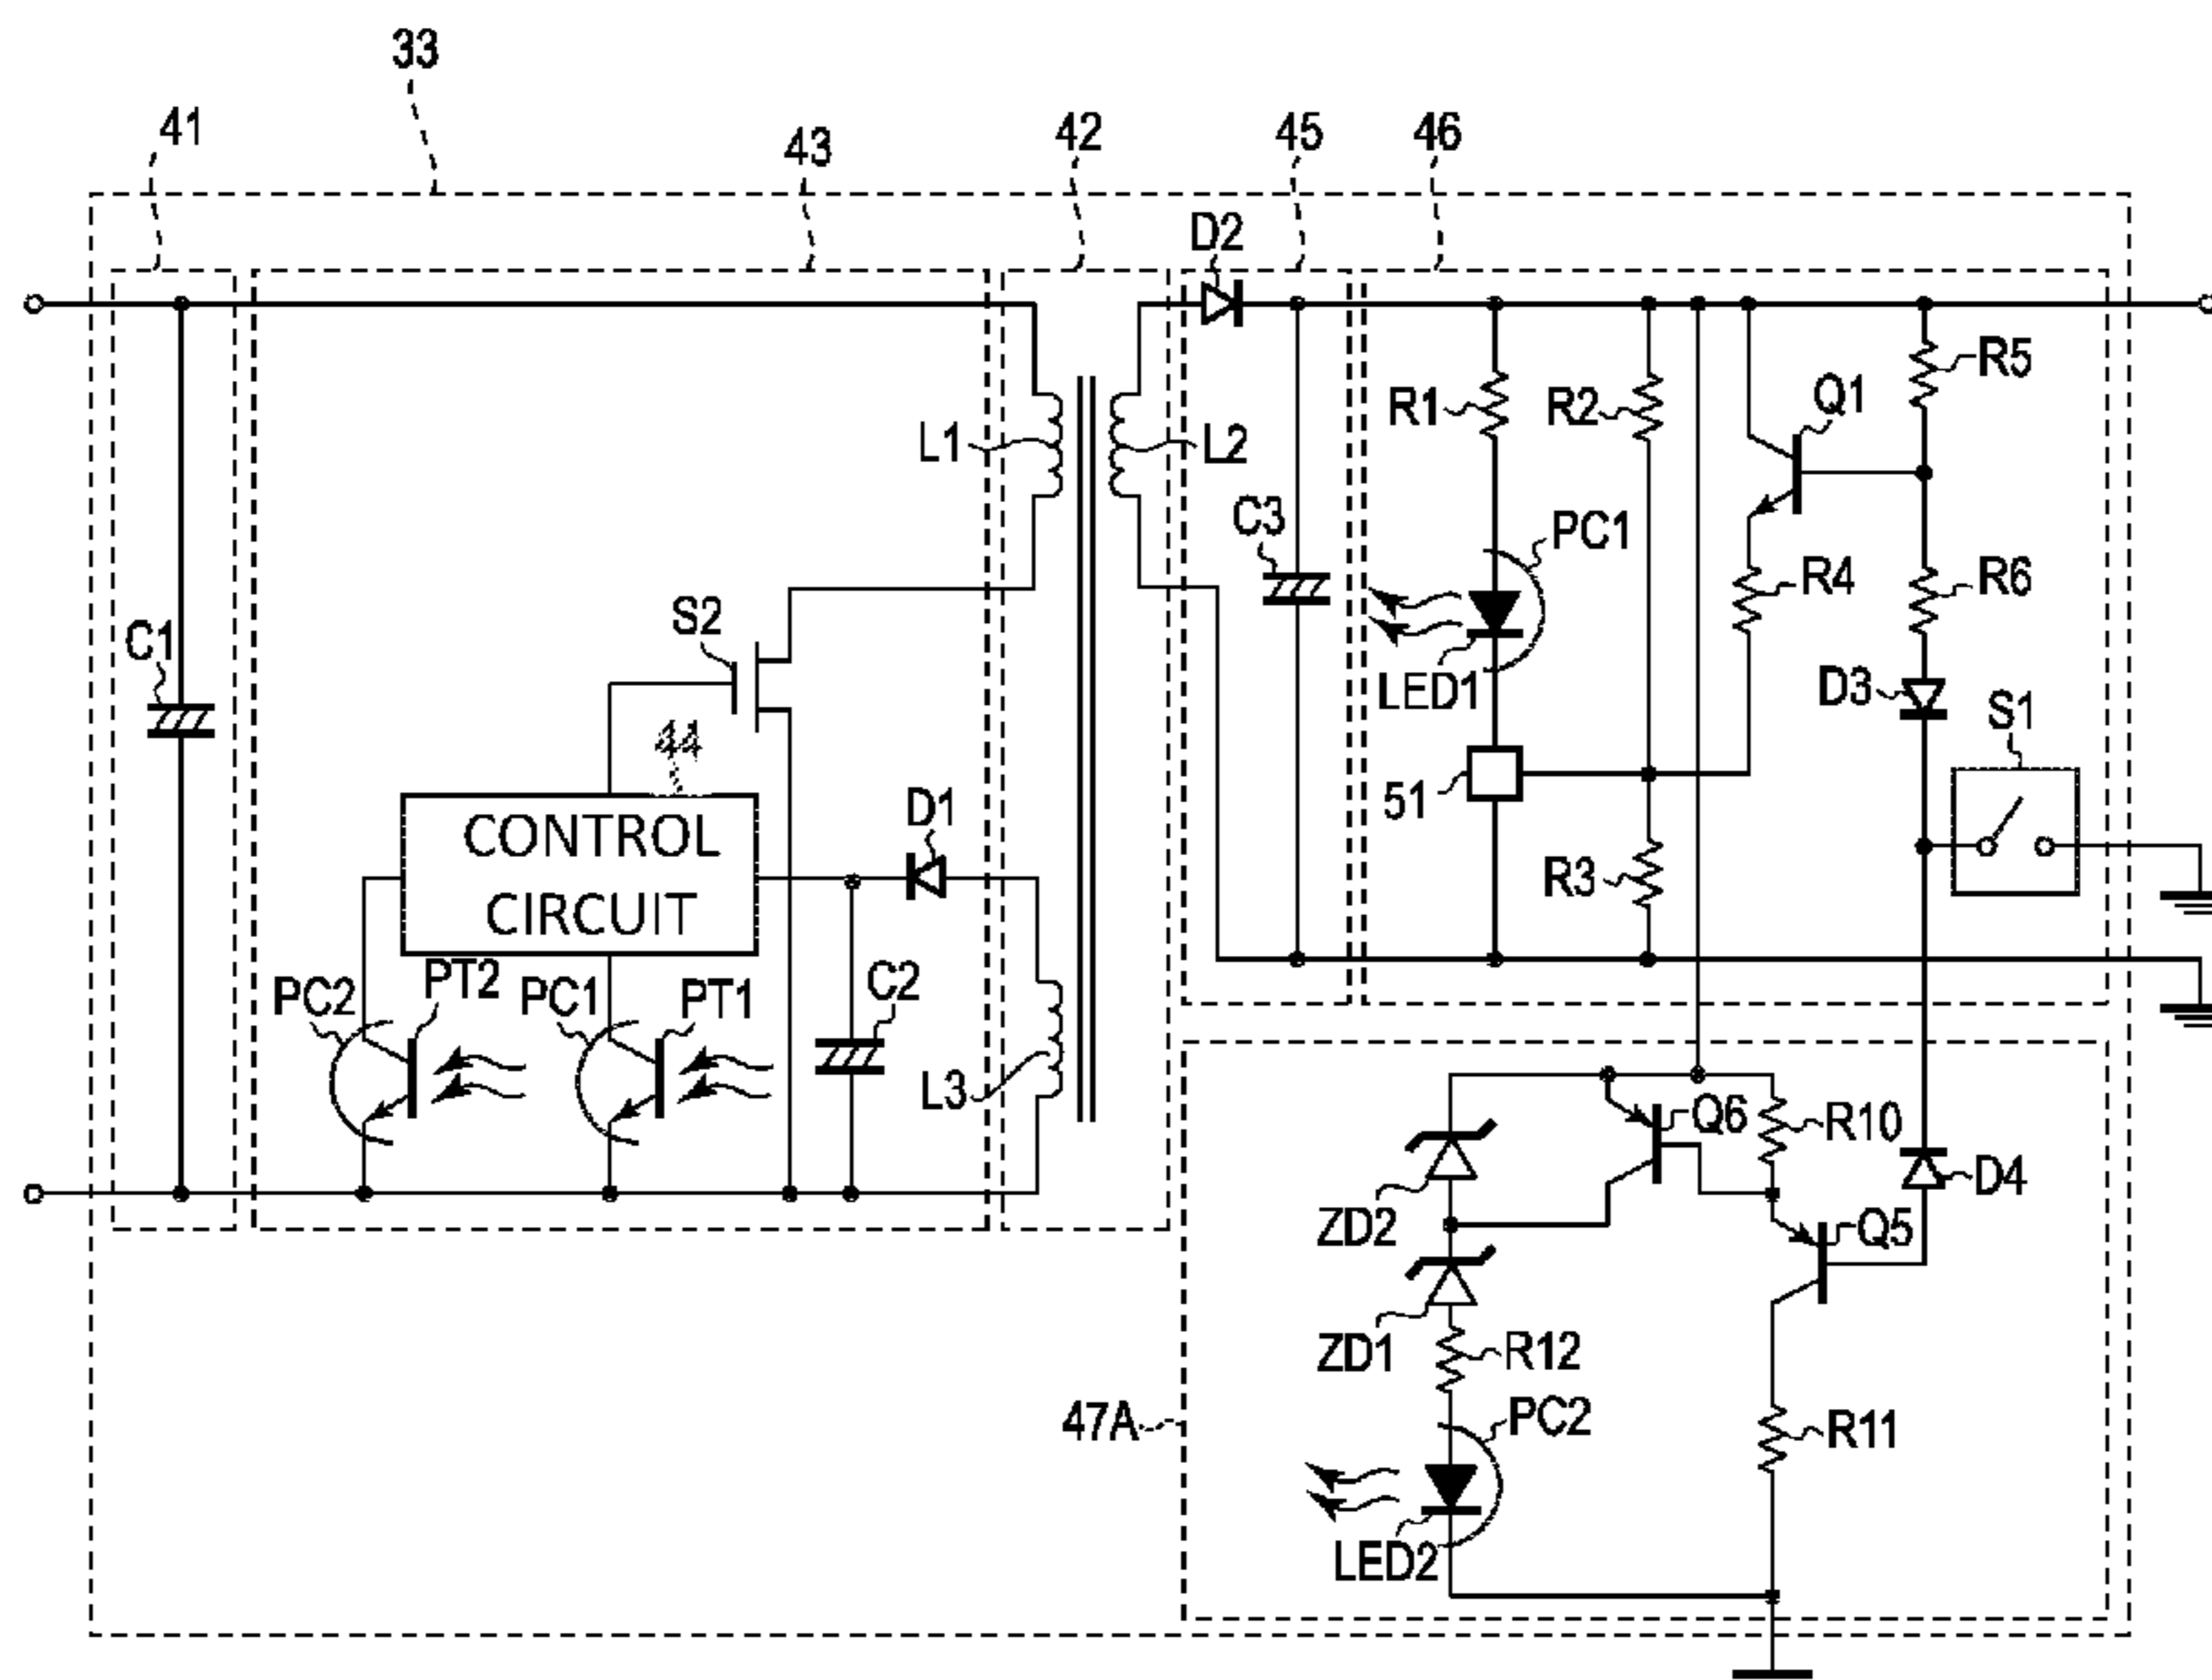 33
41
43
42
45
46
D2
R5
R1
R2
Q1
L1
L2
C3
PC1
R4
R6
S2
C1
LED1
D3
S1
44
D1
51
CONTROL
CIRCUIT
R3
PC2
PT2
PC1
PT1
C2
L3
Q6
R10
D4
ZD2
Q5
ZD1
R12
47A
PC2
R11
LED2